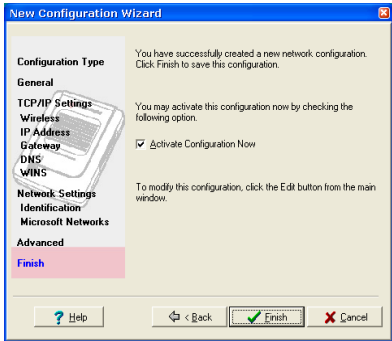 New Configuration Wizard
Configuration Type
General
TCP/IP Settings
Wireless
IP Address
Gateway
DNS
WINS
Network Settings
Identification
Microsoft Networks
Advanced
Finish
You have successfully created a new network configuration.
Click Finish to save this configuration.
You may activate this configuration now by checking the
following option.
Activate Configuration Now
To modify this configuration, click the Edit button from the main
window.
? Help
< Back
Finish
Cancel